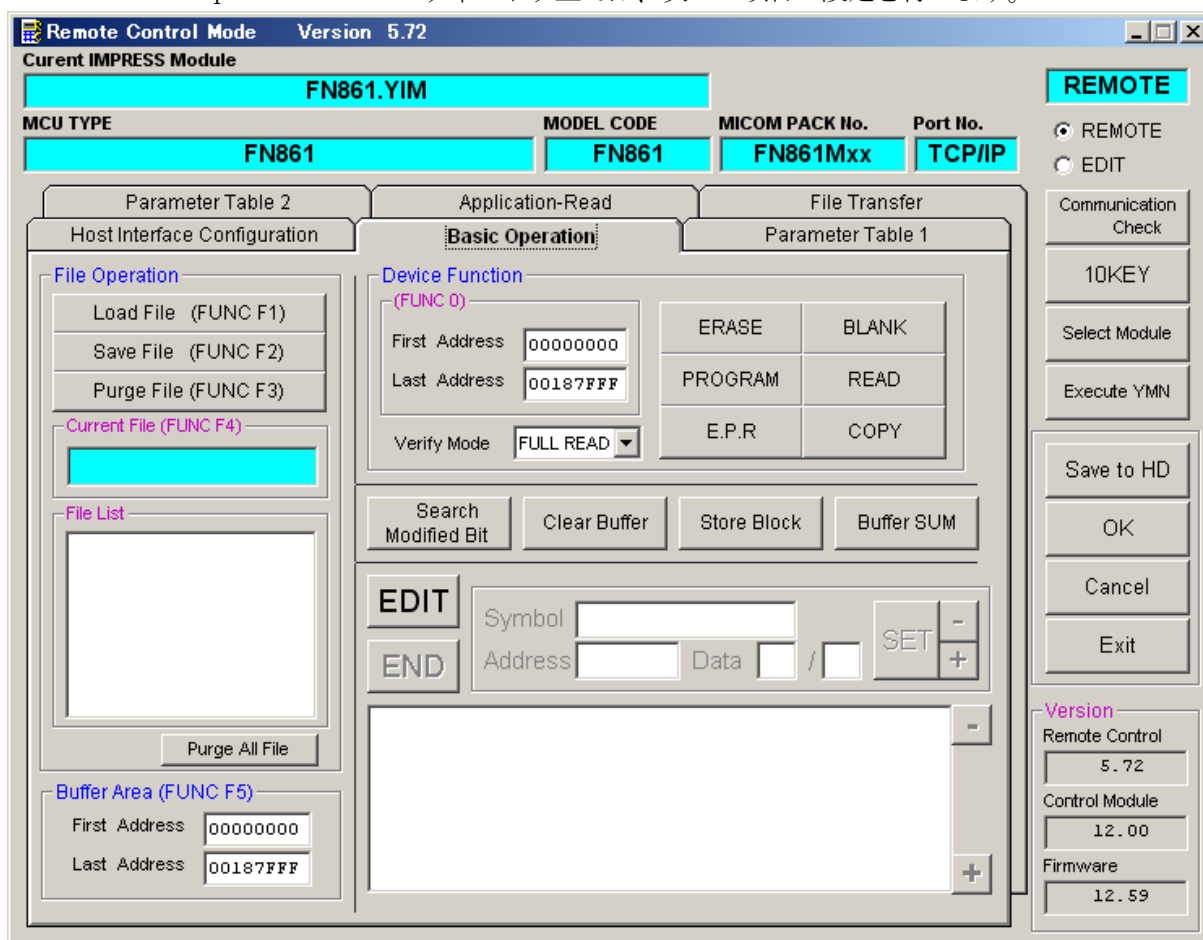 Remote Control Mode Version 5.72
Curent IMPRESS Module
FN861.YIM
MCU TYPE
FN861
MODEL CODE
FN861
MICOM PACK No.
FN861Mxx
Port No.
TCP/IP
REMOTE
REMOTE
EDIT
Communication Check
10KEY
Select Module
Execute YMN
Save to HD
OK
Cancel
Exit
Version
Remote Control
5.72
Control Module
12.00
Firmware
12.59
Parameter Table 2
Application-Read
File Transfer
Host Interface Configuration
Basic Operation
Parameter Table 1
File Operation
Load File (FUNC F1)
Save File (FUNC F2)
Purge File (FUNC F3)
Current File (FUNC F4)
File List
Purge All File
Buffer Area (FUNC F5)
First Address 00000000
Last Address 00187FFF
Device Function
(FUNC 0)
First Address 00000000
Last Address 00187FFF
Verify Mode FULL READ
ERASE BLANK
PROGRAM READ
E.P.R COPY
Search Modified Bit
Clear Buffer
Store Block
Buffer SUM
EDIT
END
Symbol
Address
Data /
SET
-
+
-
+